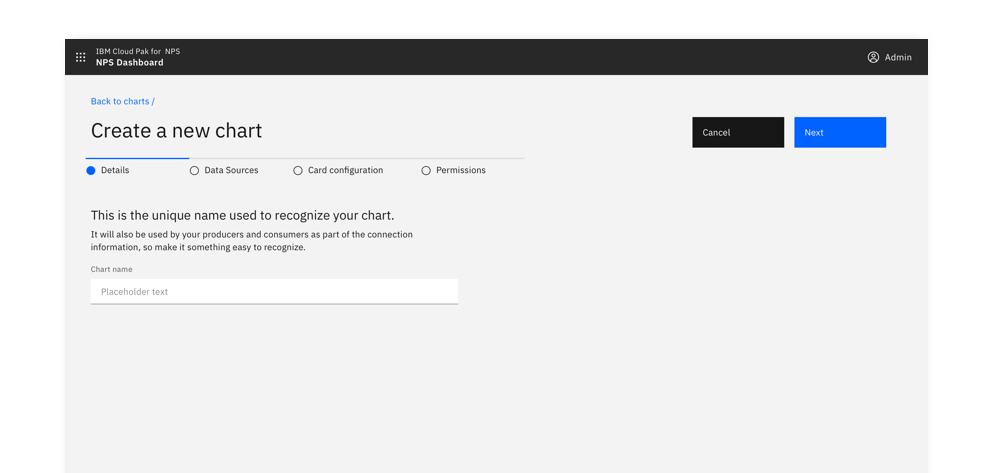 IBM Cloud Pak for NPS
NPS Dashboard
Admin
Back to charts /
Create a new chart
Cancel
Next
Details
Data Sources
Card configuration
Permissions
This is the unique name used to recognize your chart.
It will also be used by your producers and consumers as part of the connection
information, so make it something easy to recognize.
Chart name
Placeholder text